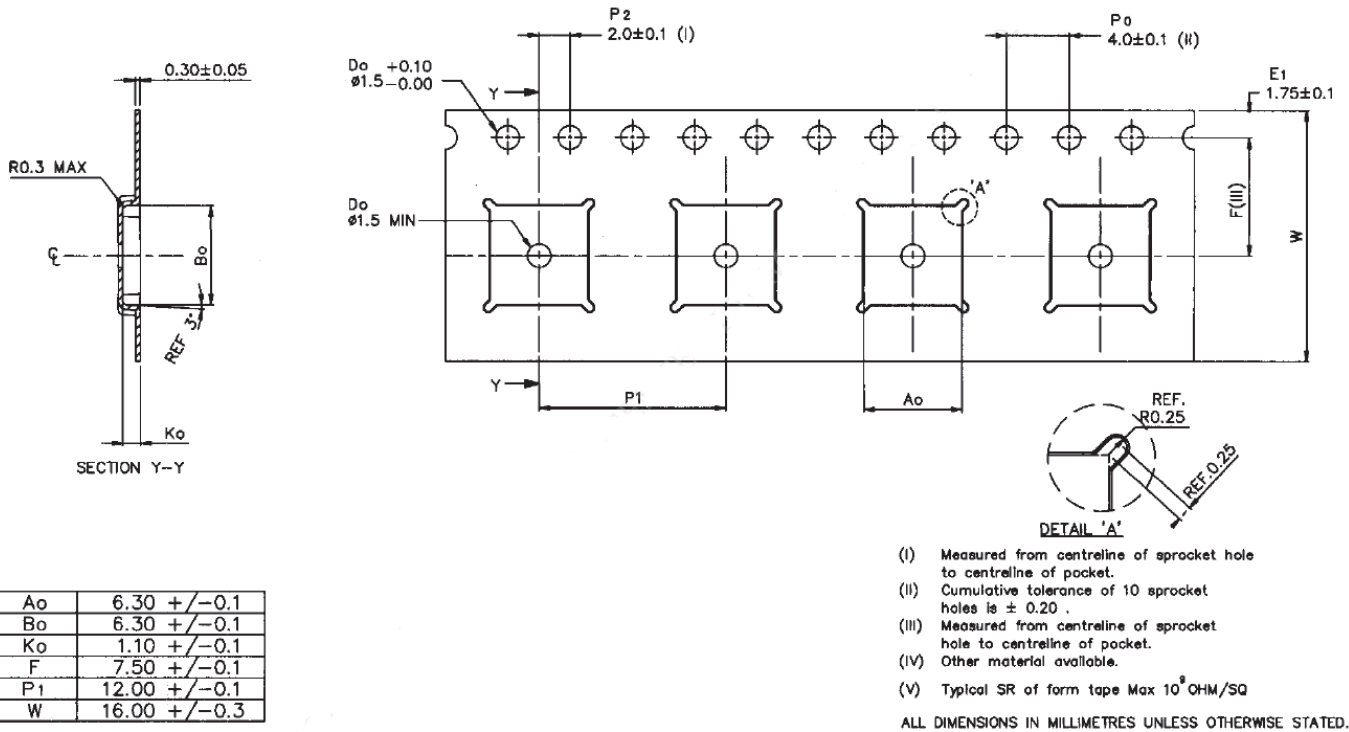 P2
2.0±0.1 (I)
Po
4.0±0.1 (II)
E1
1.75±0.1
0.30±0.05
Do +0.10
ø1.5-0.00
Y
R0.3 MAX
'A'
Do
ø1.5 MIN
F(III)
W
℄
Bo
REF 3°
Y
P1
Ao
Ko
SECTION Y-Y
REF.
R0.25
REF.0.25
DETAIL 'A'
(I) Measured from centreline of sprocket hole
to centreline of pocket.
(II) Cumulative tolerance of 10 sprocket
holes is ± 0.20 .
(III) Measured from centreline of sprocket
hole to centreline of pocket.
(IV) Other material available.
(V) Typical SR of form tape Max 10⁹ OHM/SQ
ALL DIMENSIONS IN MILLIMETRES UNLESS OTHERWISE STATED.
Ao 6.30 +/-0.1
Bo 6.30 +/-0.1
Ko 1.10 +/-0.1
F 7.50 +/-0.1
P1 12.00 +/-0.1
W 16.00 +/-0.3